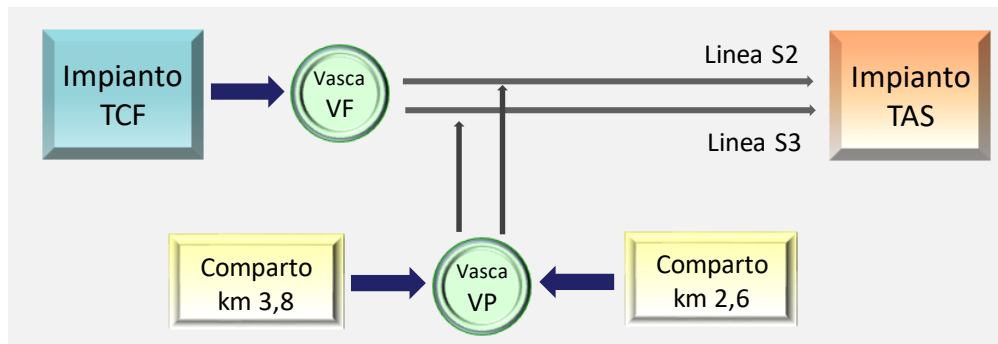 Impianto
TCF
Vasca
VF
Linea S2
Linea S3
Impianto
TAS
Comparto
km 3,8
Vasca
VP
Comparto
km 2,6